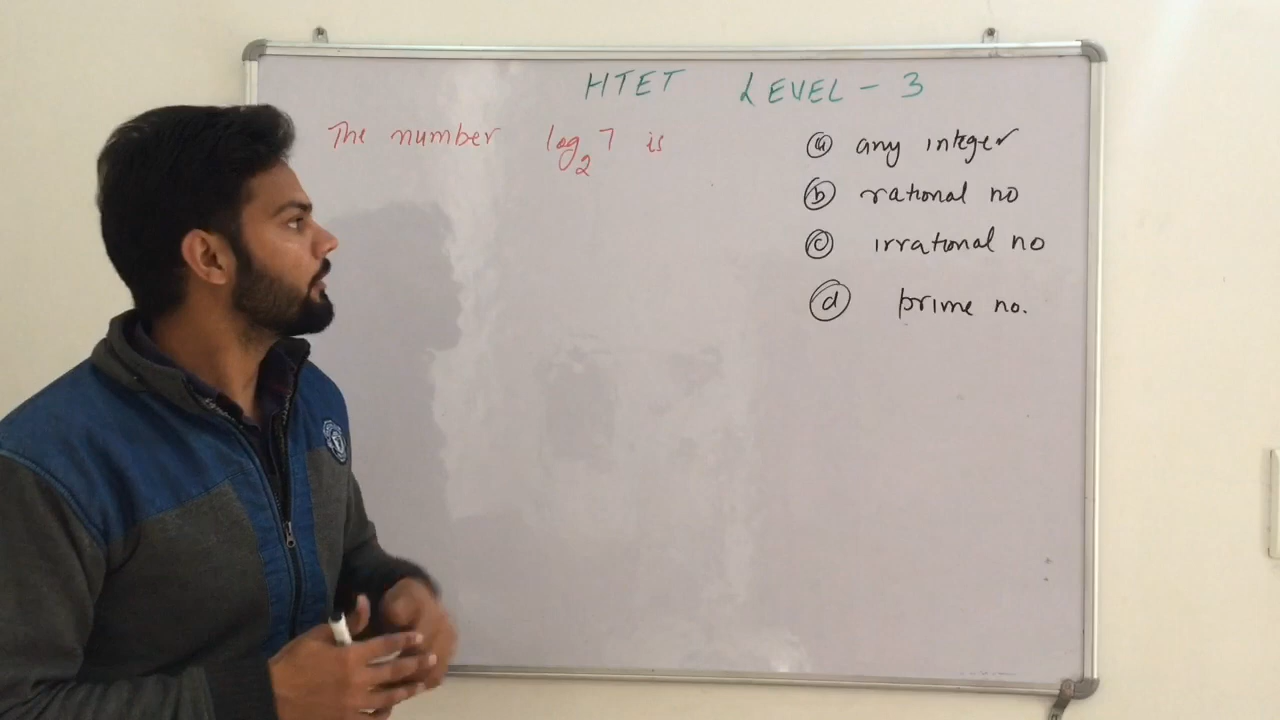 HTET LEVEL - 3
The number log₂7 is
ⓐ any integer
ⓑ rational no
ⓒ irrational no
ⓓ prime no.